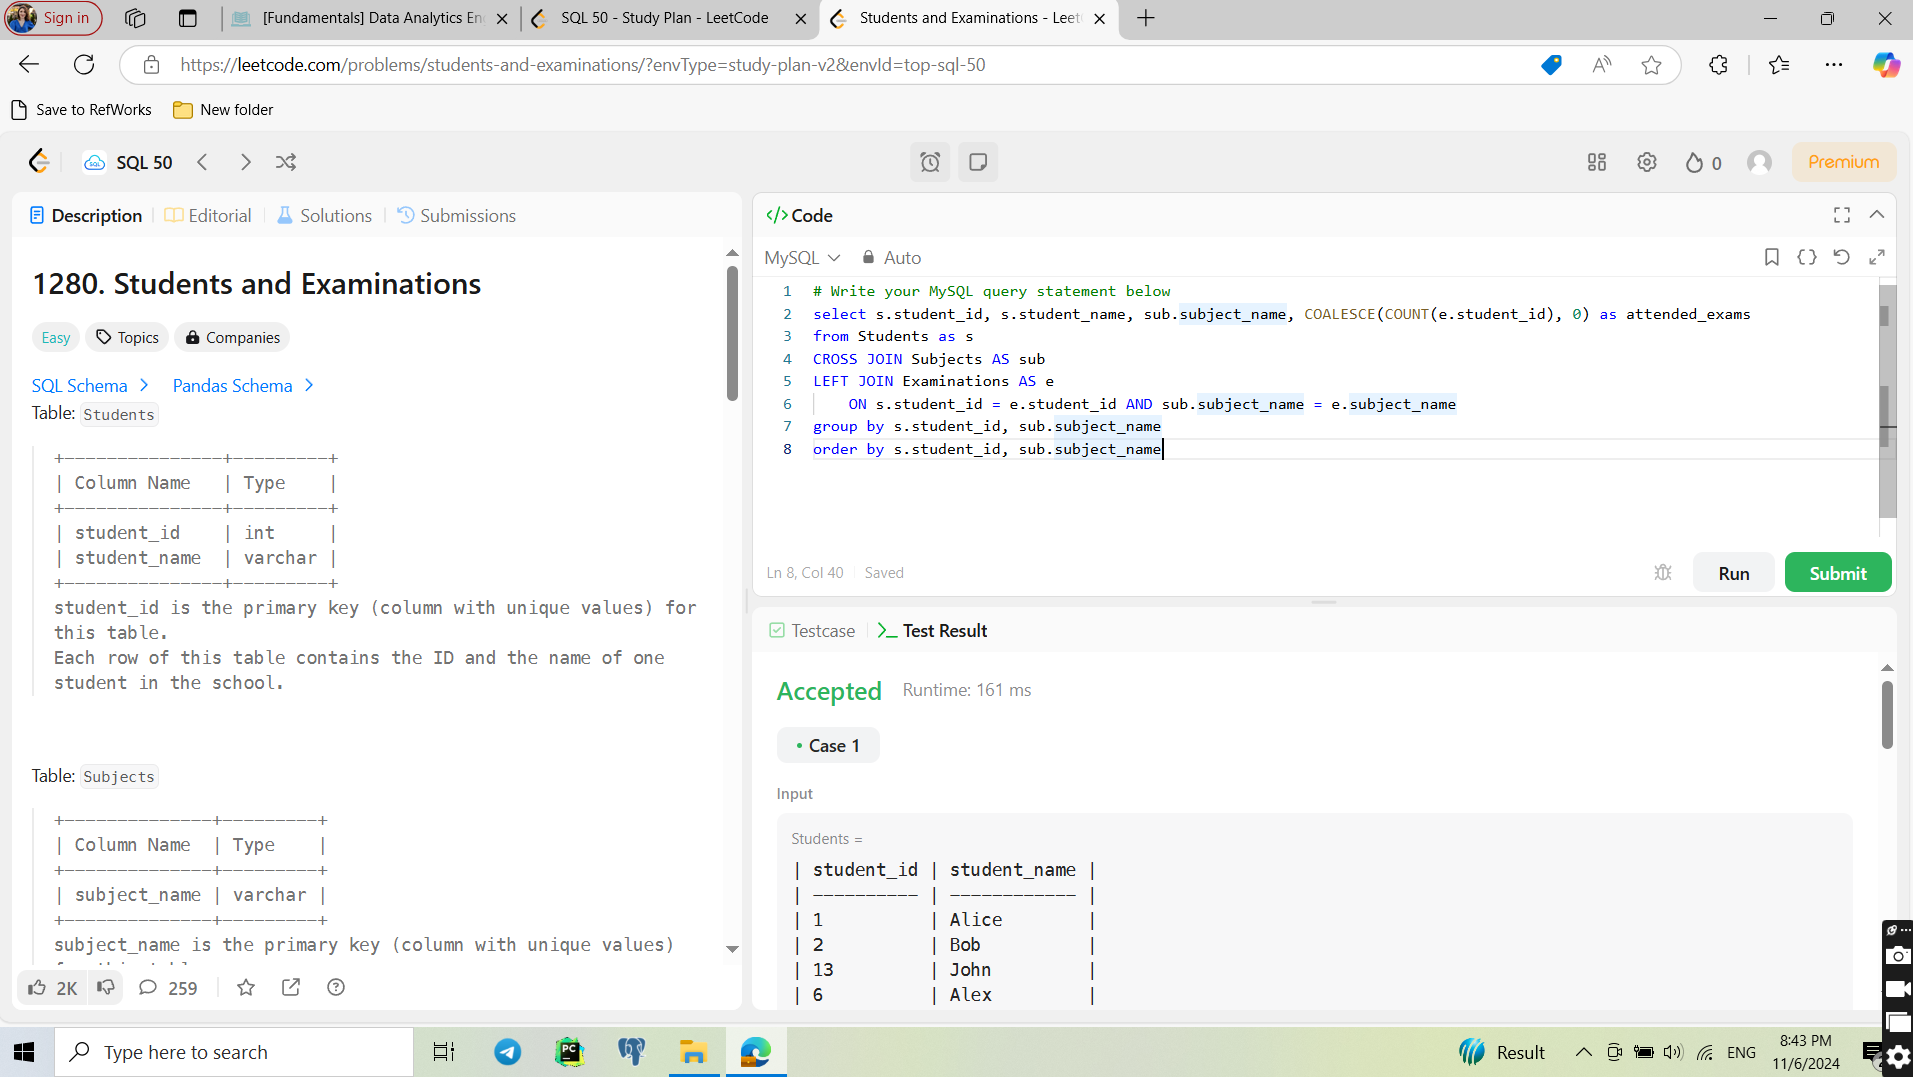 Sign in
[Fundamentals] Data Analytics En
SQL 50 - Study Plan - LeetCode
Students and Examinations - Leet
https://leetcode.com/problems/students-and-examinations/?envType=study-plan-v2&envId=top-sql-50
Save to RefWorks
New folder
SQL 50
0
Premium
Description
Editorial
Solutions
Submissions
1280. Students and Examinations
Easy
Topics
Companies
SQL Schema
Pandas Schema
Table: Students
+---------------+---------+
| Column Name   | Type    |
+---------------+---------+
| student_id    | int     |
| student_name  | varchar |
+---------------+---------+
student_id is the primary key (column with unique values) for
this table.
Each row of this table contains the ID and the name of one
student in the school.
Table: Subjects
+--------------+---------+
| Column Name  | Type    |
+--------------+---------+
| subject_name | varchar |
+--------------+---------+
subject_name is the primary key (column with unique values)
2K
259
</> Code
MySQL
Auto
1 # Write your MySQL query statement below
2 select s.student_id, s.student_name, sub.subject_name, COALESCE(COUNT(e.student_id), 0) as attended_exams
3 from Students as s
4 CROSS JOIN Subjects AS sub
5 LEFT JOIN Examinations AS e
6     ON s.student_id = e.student_id AND sub.subject_name = e.subject_name
7 group by s.student_id, sub.subject_name
8 order by s.student_id, sub.subject_name
Ln 8, Col 40
Saved
Run
Submit
Testcase
Test Result
Accepted
Runtime: 161 ms
Case 1
Input
Students =
| student_id | student_name |
| ---------- | ------------ |
| 1          | Alice        |
| 2          | Bob          |
| 13         | John         |
| 6          | Alex         |
Type here to search
PC
Result
ENG
8:43 PM
11/6/2024